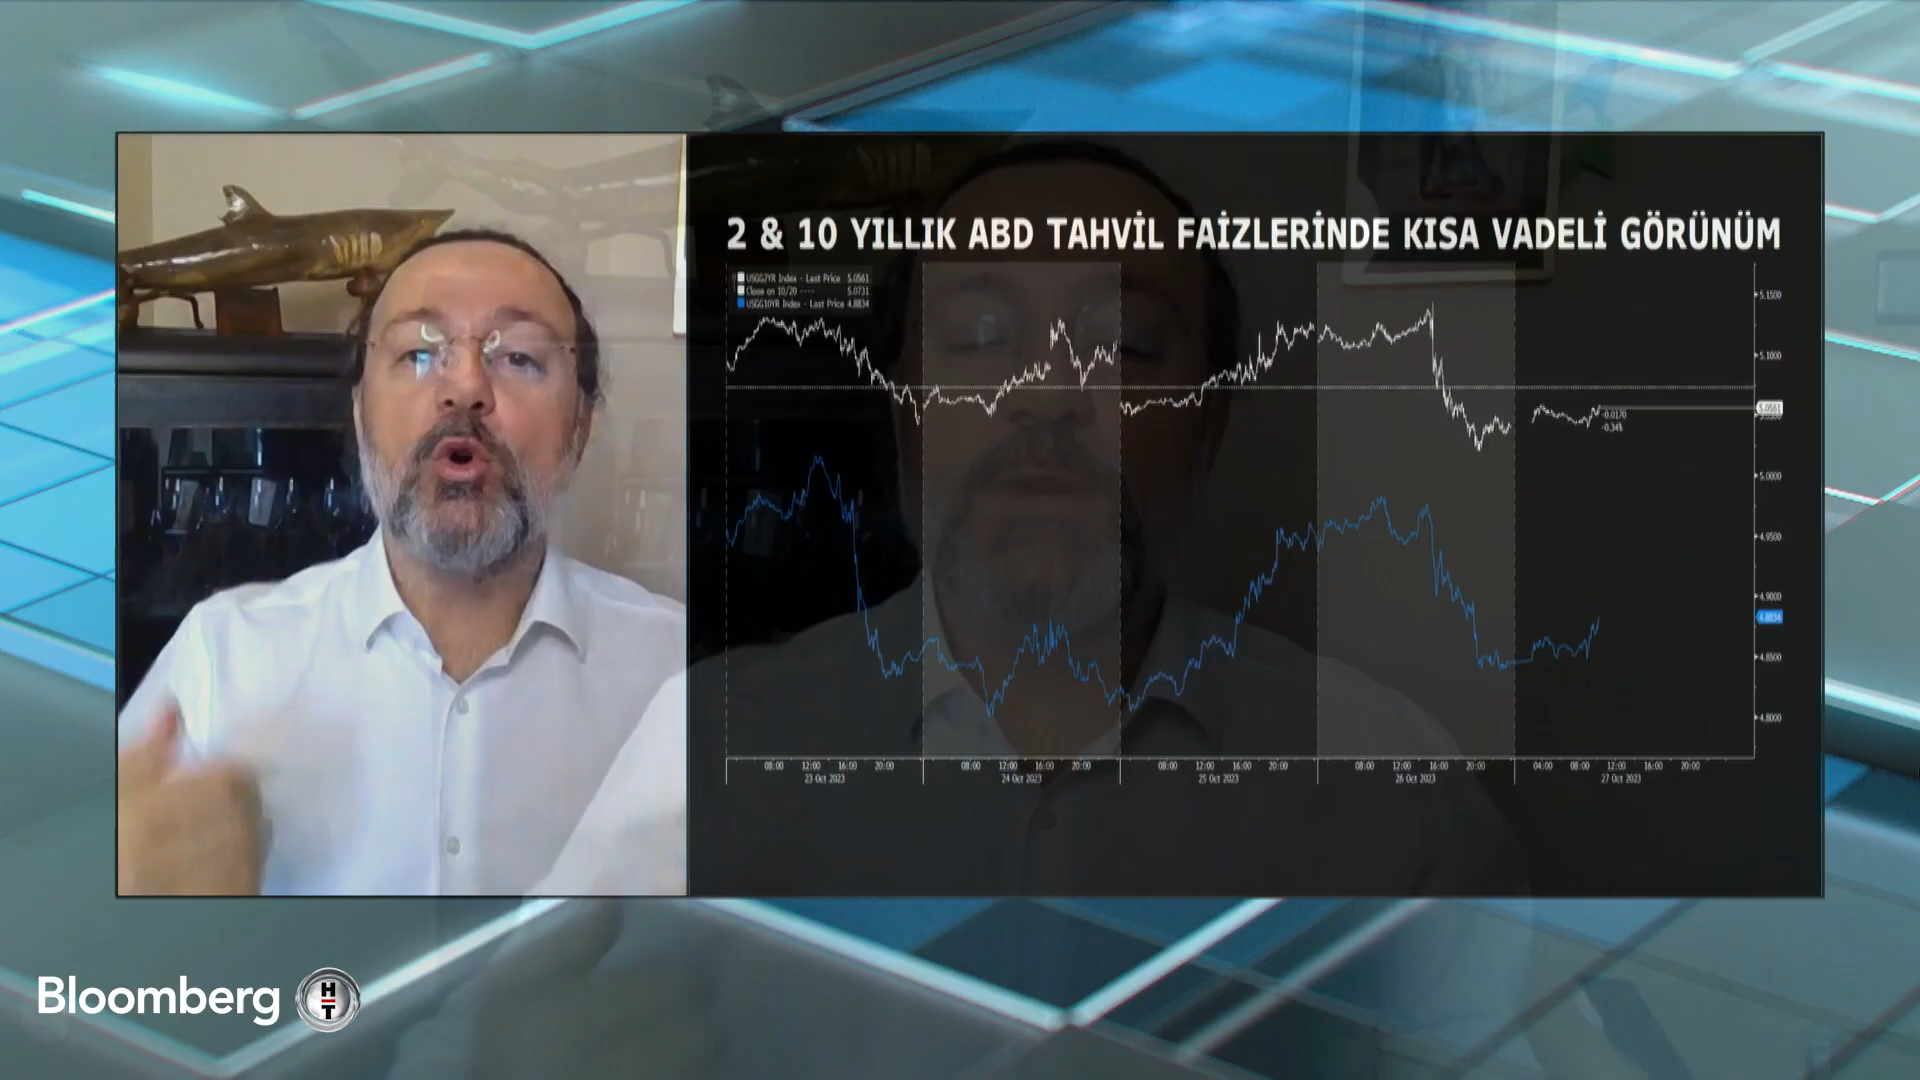 2 & 10 YILLIK ABD TAHVİL FAİZLERİNDE KISA VADELİ GÖRÜNÜM
USGG2YR Index - Last Price 5.0561
Close on 10/20 ---- 5.0731
USGG10YR Index - Last Price 4.8834
5.1500
5.1000
5.0561
-0.0170
-0.34%
5.0000
4.9500
4.9000
4.8834
4.8500
4.8000
08:00 12:00 16:00 20:00 08:00 12:00 16:00 20:00 08:00 12:00 16:00 20:00 08:00 12:00 16:00 20:00 04:00 08:00 12:00 16:00 20:00
23 Oct 2023 24 Oct 2023 25 Oct 2023 26 Oct 2023 27 Oct 2023
Bloomberg HT